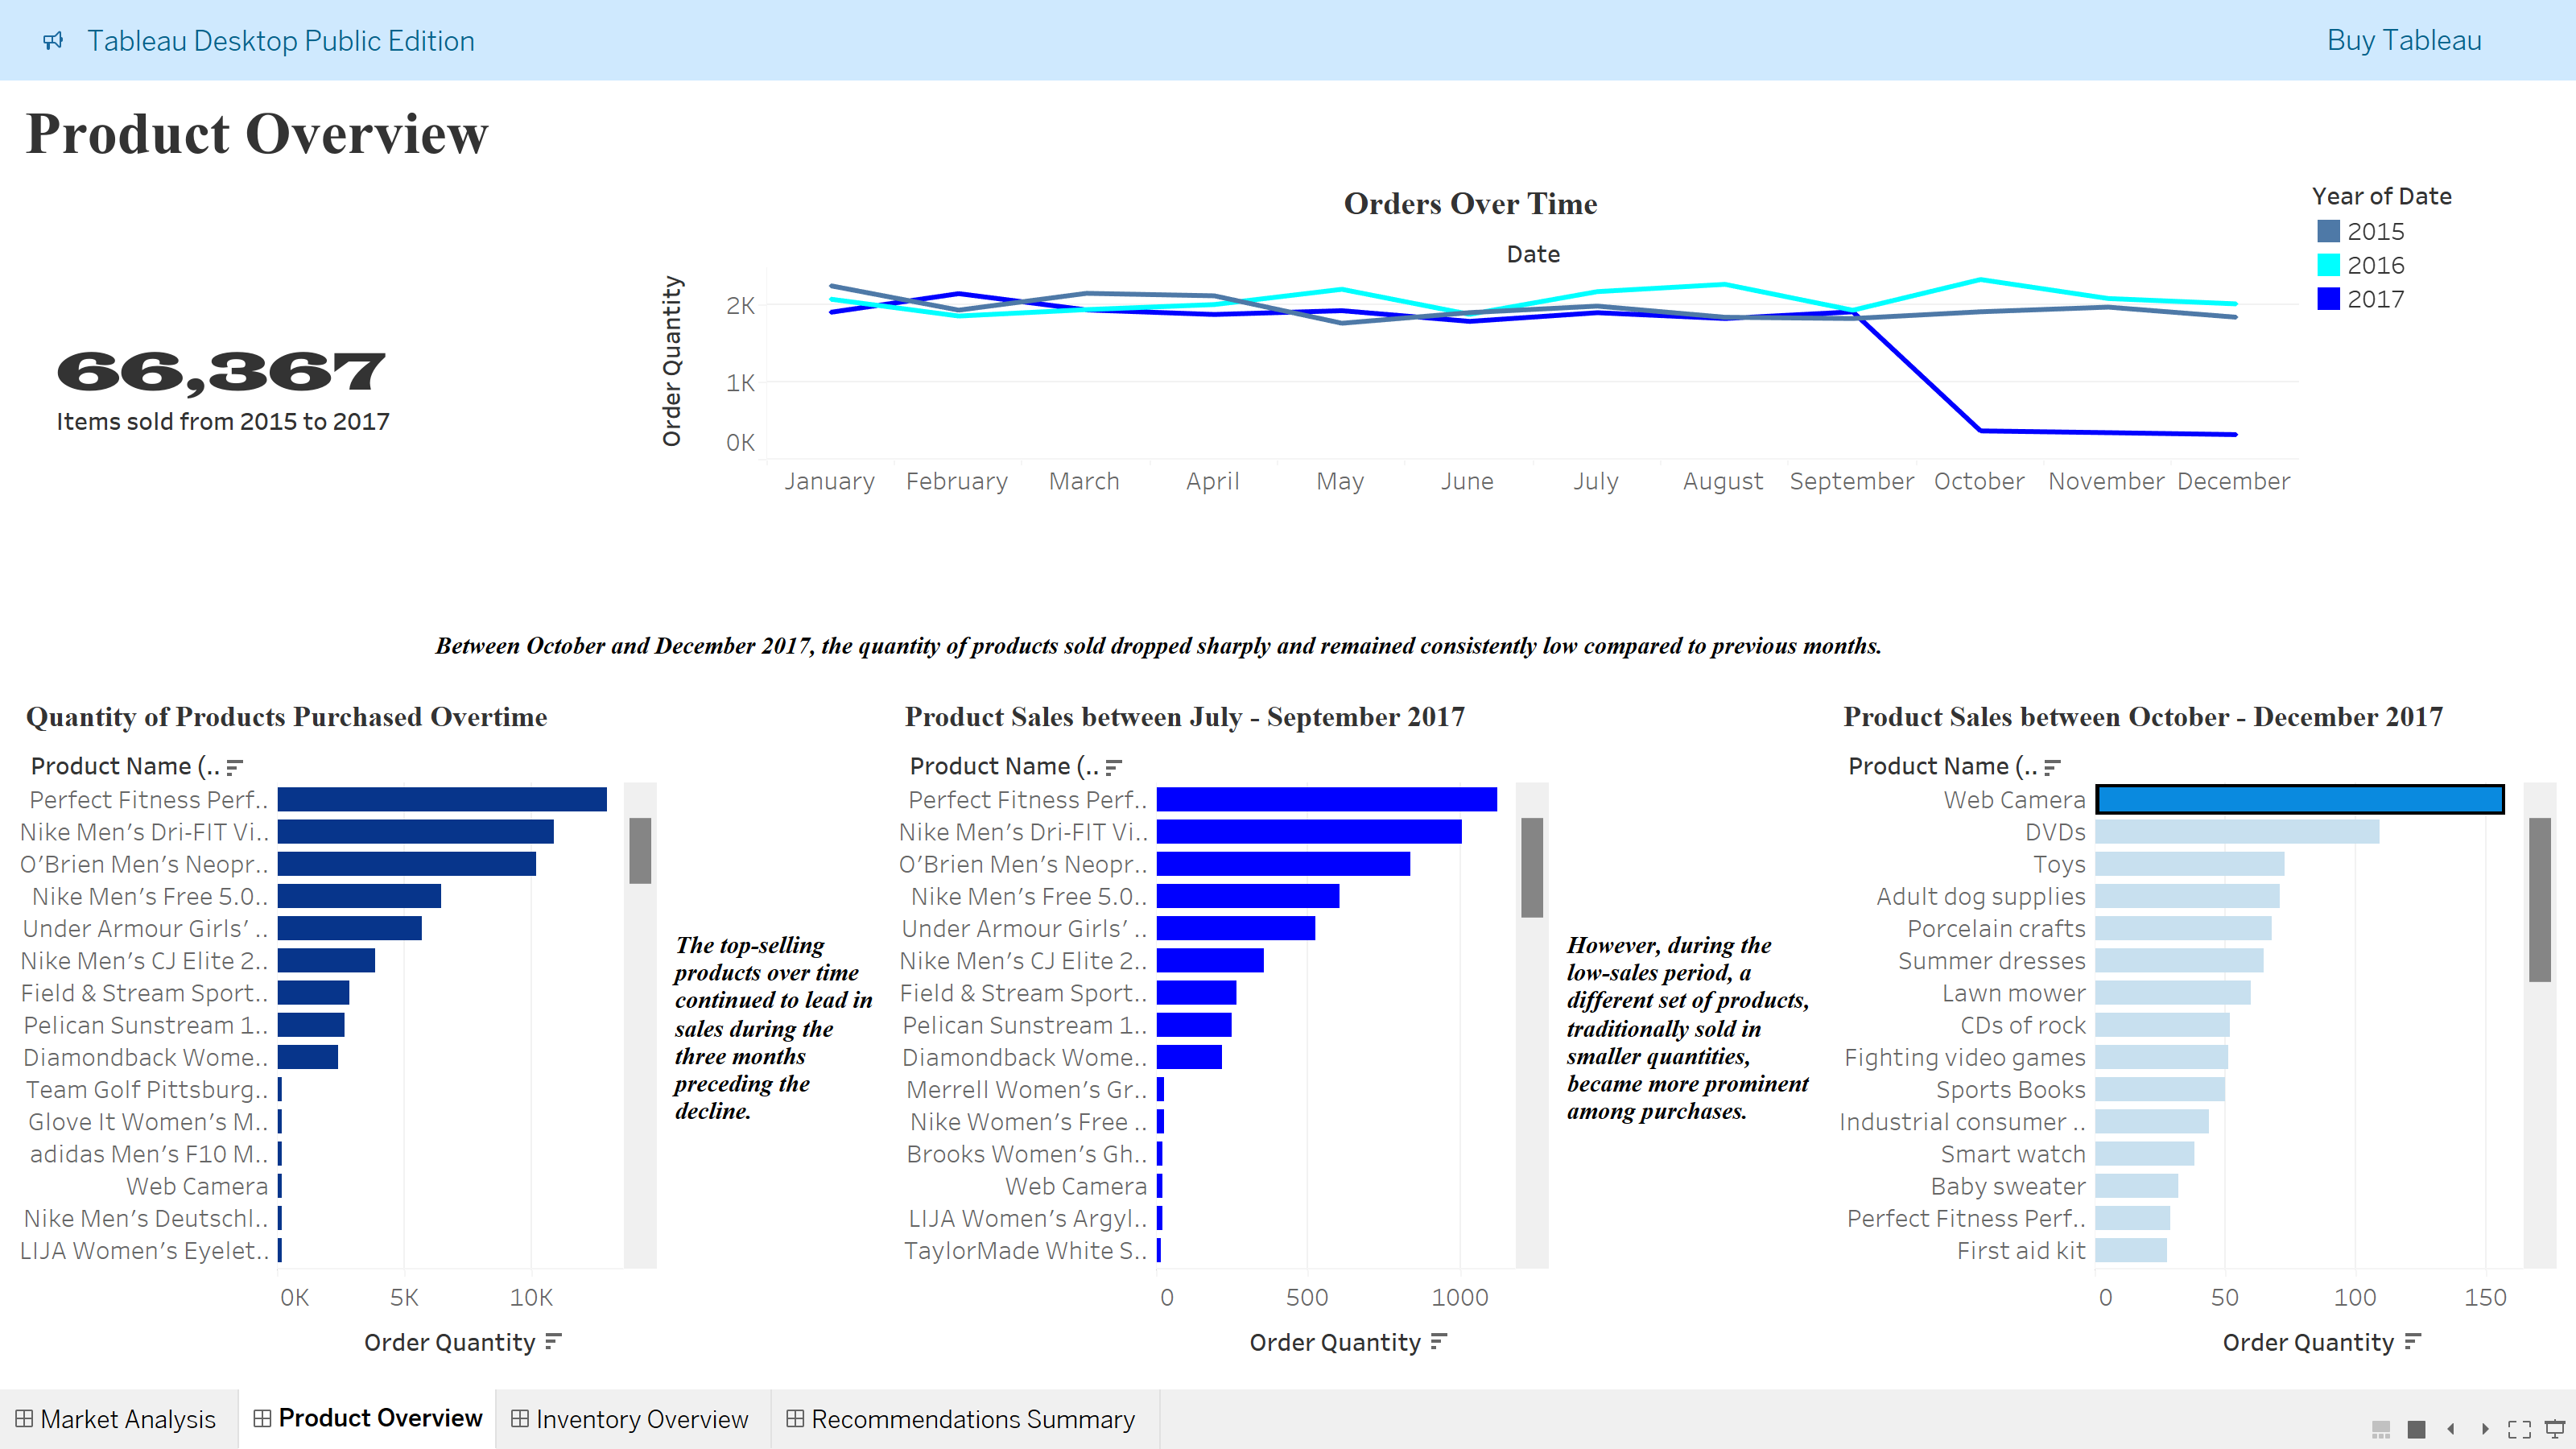 Tableau Desktop Public Edition
Buy Tableau
Product Overview
66,367
Items sold from 2015 to 2017
Orders Over Time
Date
Order Quantity
2K
1K
0K
January February March April May June July August September October November December
Year of Date
2015
2016
2017
Between October and December 2017, the quantity of products sold dropped sharply and remained consistently low compared to previous months.
Quantity of Products Purchased Overtime
Product Name (..
Perfect Fitness Perf..
Nike Men's Dri-FIT Vi..
O'Brien Men's Neopr..
Nike Men's Free 5.0..
Under Armour Girls' ..
Nike Men's CJ Elite 2..
Field & Stream Sport..
Pelican Sunstream 1..
Diamondback Wome..
Team Golf Pittsburg..
Glove It Women's M..
adidas Men's F10 M..
Web Camera
Nike Men's Deutschl..
LIJA Women's Eyelet..
0K 5K 10K
Order Quantity
The top-selling
products over time
continued to lead in
sales during the
three months
preceding the
decline.
Product Sales between July - September 2017
Product Name (..
Perfect Fitness Perf..
Nike Men's Dri-FIT Vi..
O'Brien Men's Neopr..
Nike Men's Free 5.0..
Under Armour Girls' ..
Nike Men's CJ Elite 2..
Field & Stream Sport..
Pelican Sunstream 1..
Diamondback Wome..
Merrell Women's Gr..
Nike Women's Free ..
Brooks Women's Gh..
Web Camera
LIJA Women's Argyl..
TaylorMade White S..
0 500 1000
Order Quantity
However, during the
low-sales period, a
different set of products,
traditionally sold in
smaller quantities,
became more prominent
among purchases.
Product Sales between October - December 2017
Product Name (..
Web Camera
DVDs
Toys
Adult dog supplies
Porcelain crafts
Summer dresses
Lawn mower
CDs of rock
Fighting video games
Sports Books
Industrial consumer ..
Smart watch
Baby sweater
Perfect Fitness Perf..
First aid kit
0 50 100 150
Order Quantity
Market Analysis
Product Overview
Inventory Overview
Recommendations Summary